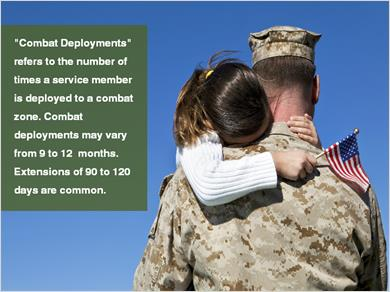 "Combat Deployments"
refers to the number of
times a service member
is deployed to a combat
zone. Combat
deployments may vary
from 9 to 12  months.
Extensions of 90 to 120
days are common.